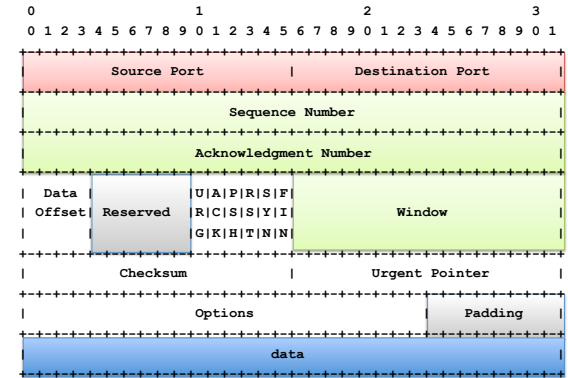 0                   1                   2                   3
0 1 2 3 4 5 6 7 8 9 0 1 2 3 4 5 6 7 8 9 0 1 2 3 4 5 6 7 8 9 0 1
+-+-+-+-+-+-+-+-+-+-+-+-+-+-+-+-+-+-+-+-+-+-+-+-+-+-+-+-+-+-+-+-+
|          Source Port          |       Destination Port        |
+-+-+-+-+-+-+-+-+-+-+-+-+-+-+-+-+-+-+-+-+-+-+-+-+-+-+-+-+-+-+-+-+
|                        Sequence Number                        |
+-+-+-+-+-+-+-+-+-+-+-+-+-+-+-+-+-+-+-+-+-+-+-+-+-+-+-+-+-+-+-+-+
|                    Acknowledgment Number                      |
+-+-+-+-+-+-+-+-+-+-+-+-+-+-+-+-+-+-+-+-+-+-+-+-+-+-+-+-+-+-+-+-+
|  Data |           |U|A|P|R|S|F|                               |
| Offset| Reserved  |R|C|S|S|Y|I|            Window             |
|       |           |G|K|H|T|N|N|                               |
+-+-+-+-+-+-+-+-+-+-+-+-+-+-+-+-+-+-+-+-+-+-+-+-+-+-+-+-+-+-+-+-+
|           Checksum            |         Urgent Pointer        |
+-+-+-+-+-+-+-+-+-+-+-+-+-+-+-+-+-+-+-+-+-+-+-+-+-+-+-+-+-+-+-+-+
|                    Options                    |    Padding    |
+-+-+-+-+-+-+-+-+-+-+-+-+-+-+-+-+-+-+-+-+-+-+-+-+-+-+-+-+-+-+-+-+
|                             data                              |
+-+-+-+-+-+-+-+-+-+-+-+-+-+-+-+-+-+-+-+-+-+-+-+-+-+-+-+-+-+-+-+-+